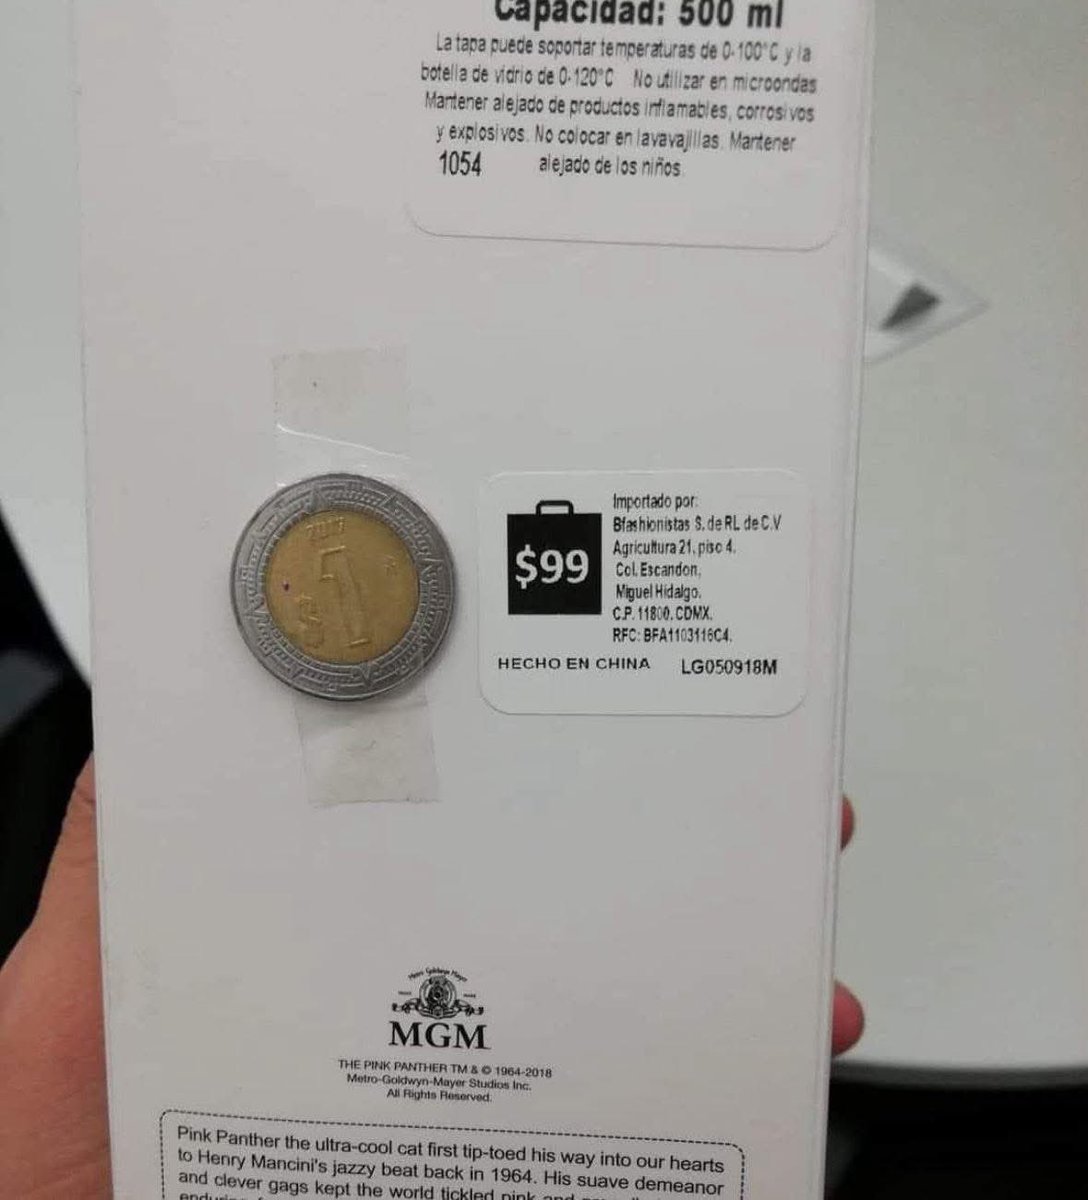 Capacidad: 500 ml
La tapa puede soportar temperaturas de 0-100°C y la
botella de vidrio de 0-120°C No utilizar en microondas
Mantener alejado de productos inflamables, corrosivos
y explosivos. No colocar en lavavajillas. Mantener
1054 alejado de los niños.
$1
$99
Importado por:
Bfashionistas S. de RL de C.V
Agricultura 21, piso 4.
Col. Escandon,
Miguel Hidalgo.
C.P. 11800, CDMX.
RFC: BFA1103116C4.
HECHO EN CHINA LG050918M
MGM
THE PINK PANTHER TM & © 1964-2018
Metro-Goldwyn-Mayer Studios Inc.
All Rights Reserved.
Pink Panther the ultra-cool cat first tip-toed his way into our hearts
to Henry Mancini's jazzy beat back in 1964. His suave demeanor
and clever gags kept the world tickled pink and